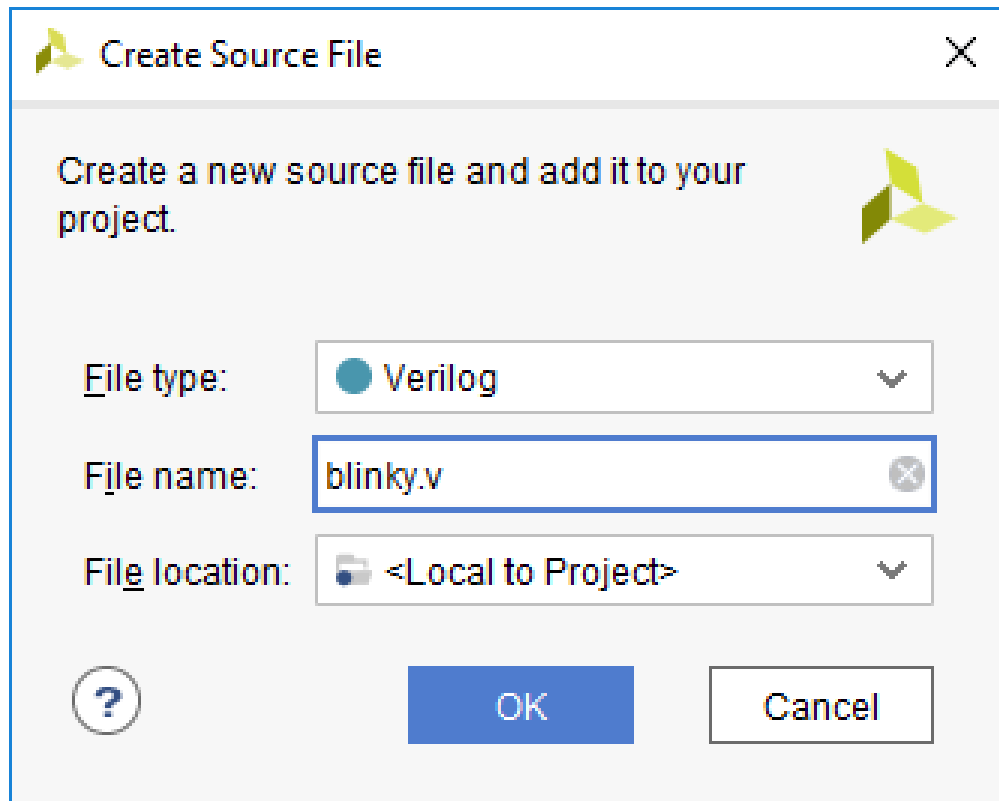 Create Source File
Create a new source file and add it to your
project.
File type: Verilog
File name: blinky.v
File location: <Local to Project>
? OK Cancel